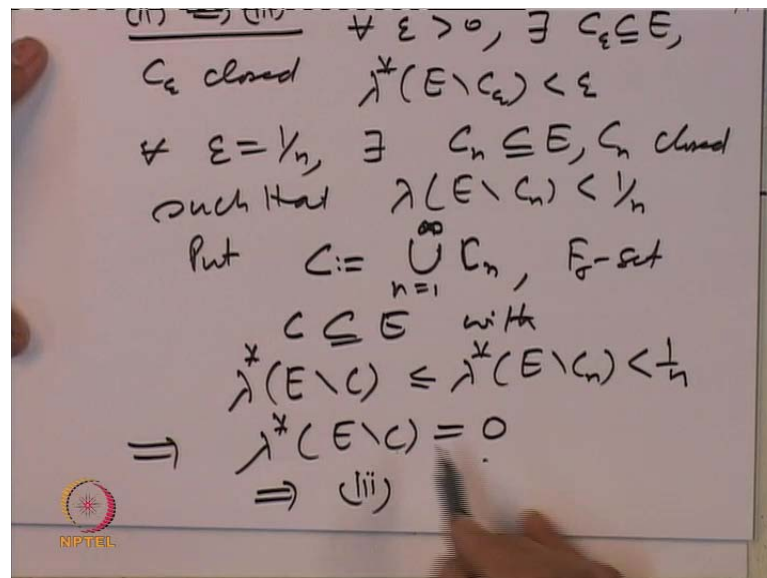 (ii) ⟹ (iii) ∀ ε > 0, ∃ C_ε ⊆ E,
C_ε closed λ*(E \ C_ε) < ε
∀ ε = 1/n, ∃ C_n ⊆ E, C_n closed
such that λ(E \ C_n) < 1/n
Put C := ⋃_{n=1}^∞ C_n, F_σ-set
C ⊆ E with
λ*(E \ C) ≤ λ*(E \ C_n) < 1/n
⟹ λ*(E \ C) = 0
⟹ (iii)
NPTEL